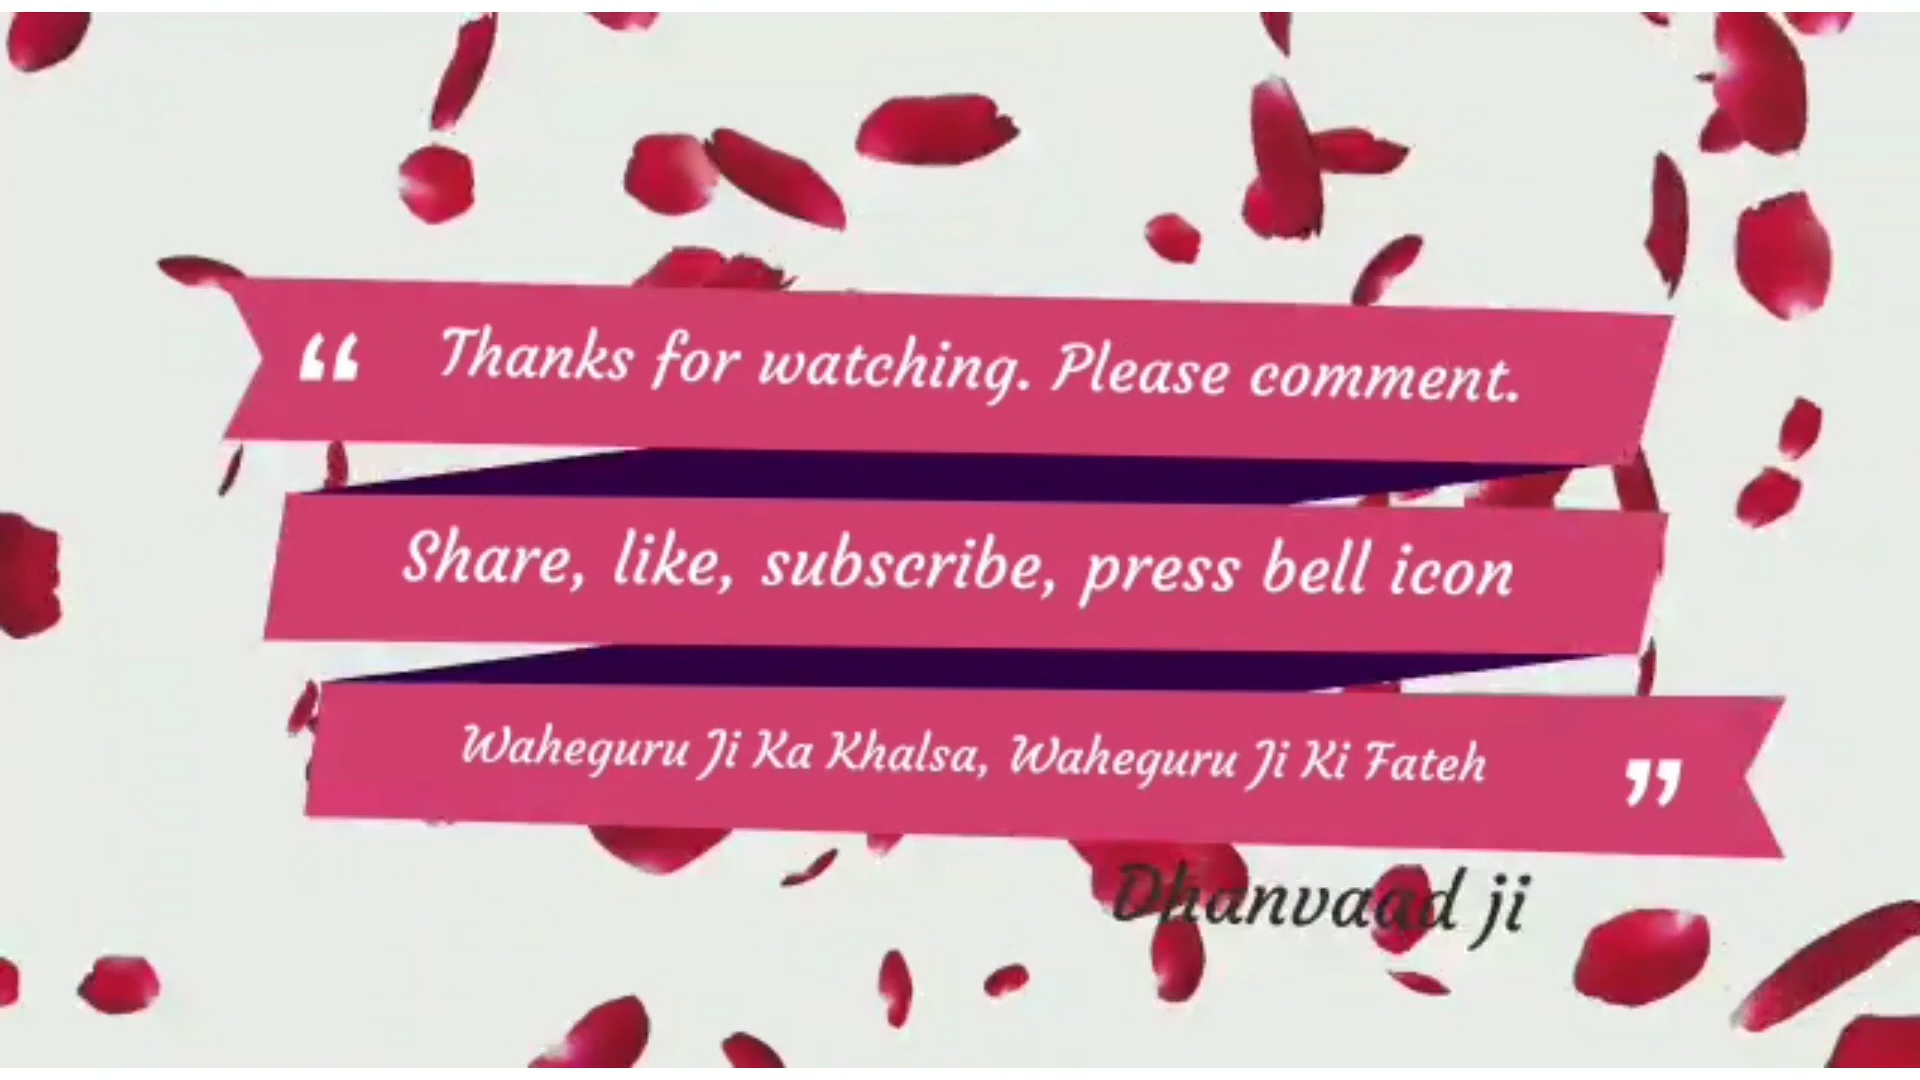 “ Thanks for watching. Please comment.
Share, like, subscribe, press bell icon
Waheguru Ji Ka Khalsa, Waheguru Ji Ki Fateh ”
Dhanvaad ji